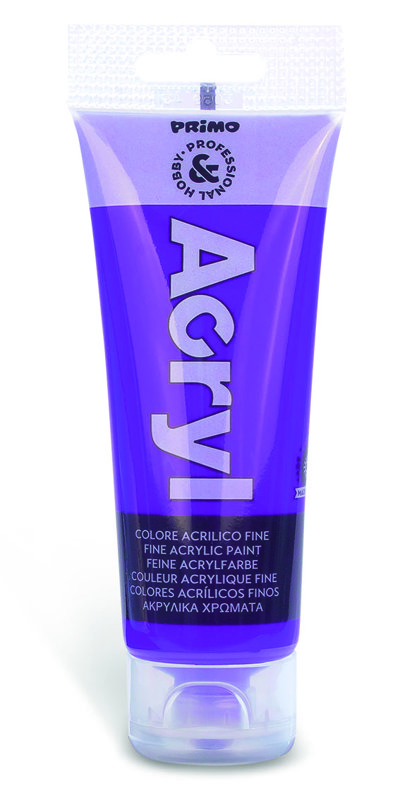 PRIMO
PROFESSIONAL & HOBBY
Acryl
COLORE ACRILICO FINE
FINE ACRYLIC PAINT
FEINE ACRYLFARBE
COULEUR ACRYLIQUE FINE
COLORES ACRÍLICOS FINOS
ΑΚΡΥΛΙΚΑ ΧΡΩΜΑΤΑ